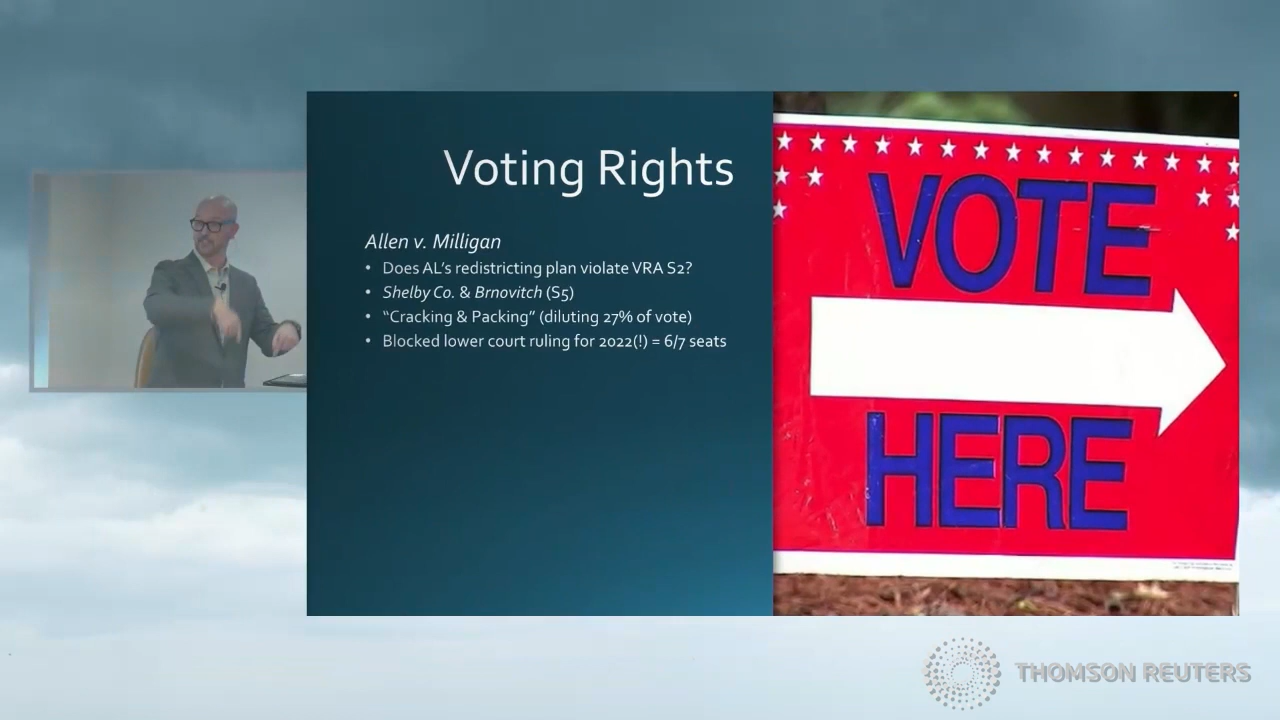 Voting Rights
Allen v. Milligan
• Does AL's redistricting plan violate VRA S2?
• Shelby Co. & Brnovitch (S5)
• “Cracking & Packing” (diluting 27% of vote)
• Blocked lower court ruling for 2022(!) = 6/7 seats
VOTE
HERE
THOMSON REUTERS